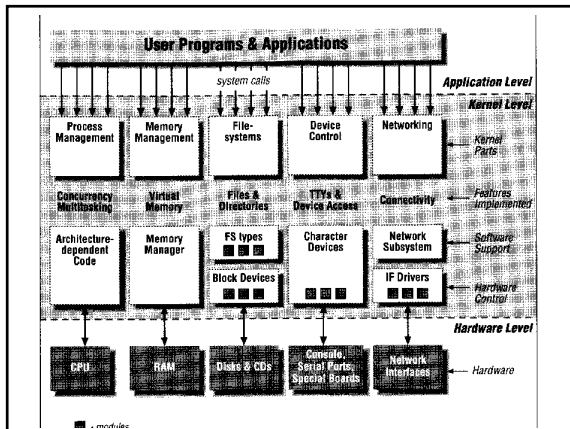 User Programs & Applications
system calls
Application Level
Kernel Level
Process
Management
Memory
Management
File-
systems
Device
Control
Networking
Kernel
Parts
Concurrency
Multitasking
Virtual
Memory
Files &
Directories
TTYs &
Device Access
Connectivity
Features
Implemented
Architecture-
dependent
Code
Memory
Manager
FS types
Character
Devices
Network
Subsystem
Software
Support
Block Devices
IF Drivers
Hardware
Control
Hardware Level
CPU
RAM
Disks & CDs
Console,
Serial Ports,
Special Boards
Network
Interfaces
Hardware
- modules